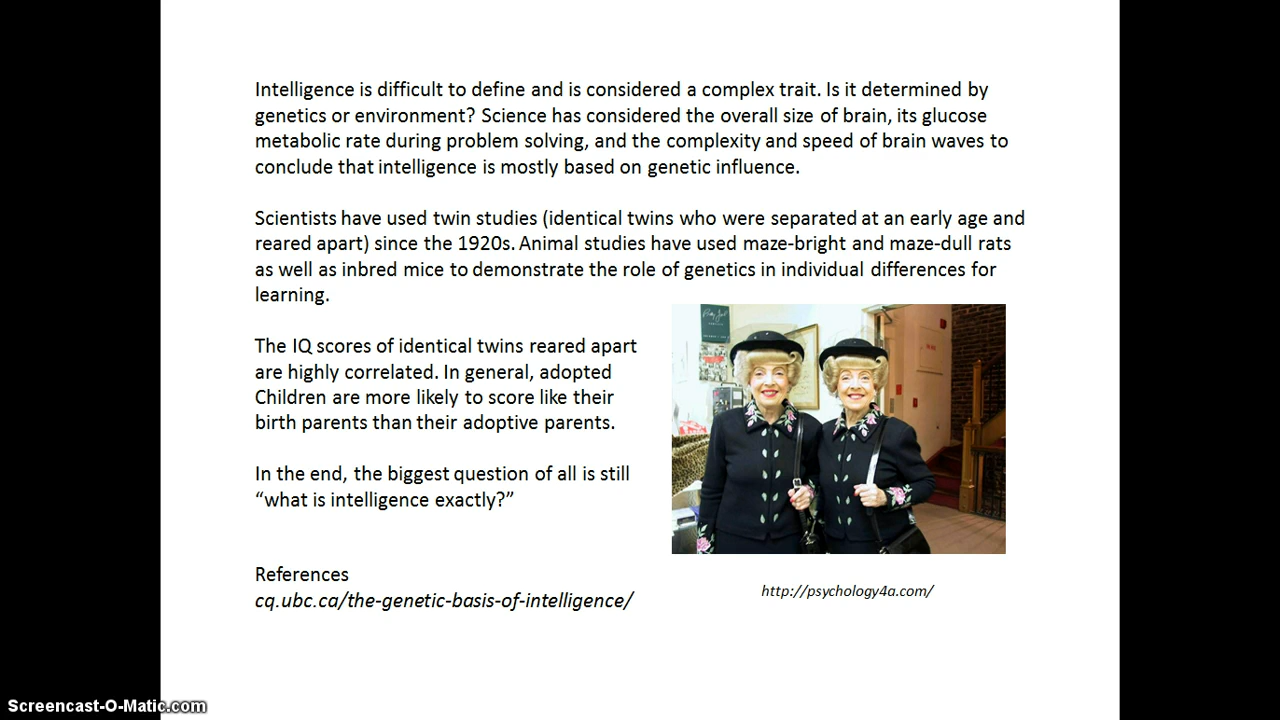 Intelligence is difficult to define and is considered a complex trait. Is it determined by
genetics or environment? Science has considered the overall size of brain, its glucose
metabolic rate during problem solving, and the complexity and speed of brain waves to
conclude that intelligence is mostly based on genetic influence.
Scientists have used twin studies (identical twins who were separated at an early age and
reared apart) since the 1920s. Animal studies have used maze-bright and maze-dull rats
as well as inbred mice to demonstrate the role of genetics in individual differences for
learning.
The IQ scores of identical twins reared apart
are highly correlated. In general, adopted
Children are more likely to score like their
birth parents than their adoptive parents.
In the end, the biggest question of all is still
“what is intelligence exactly?”
References
cq.ubc.ca/the-genetic-basis-of-intelligence/
http://psychology4a.com/
Screencast-O-Matic.com